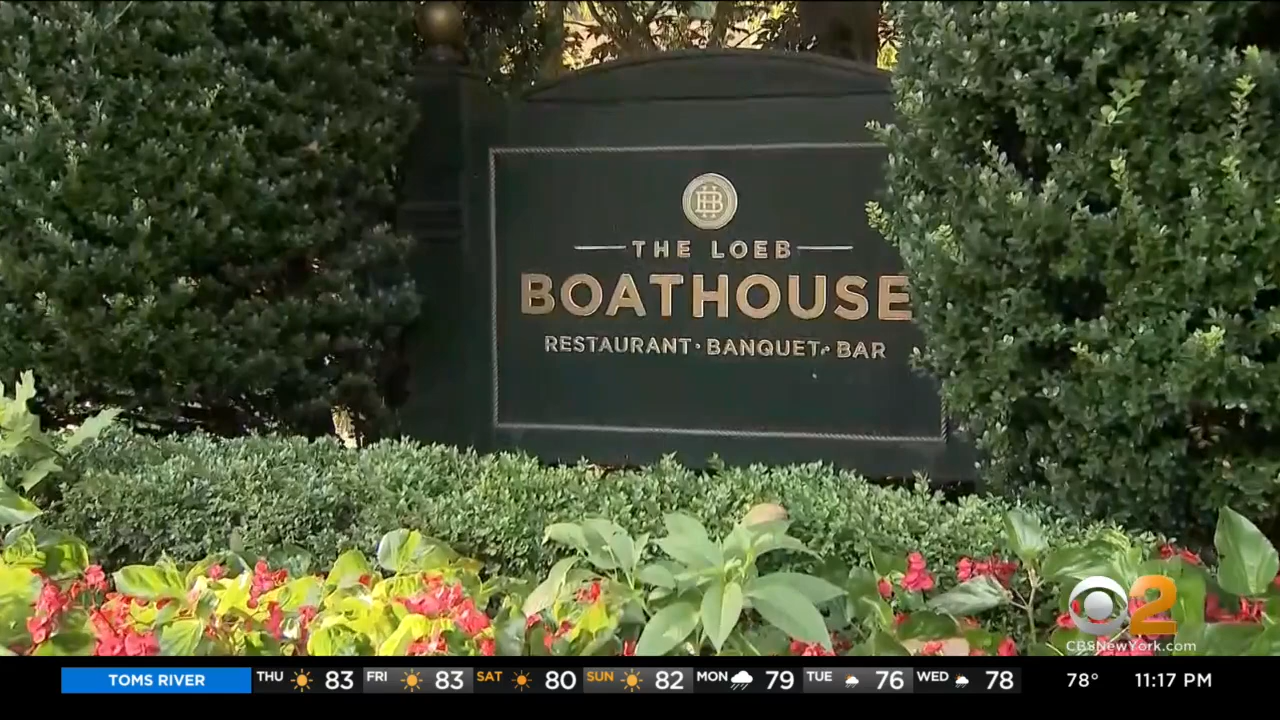 HB
THE LOEB
BOATHOUSE
RESTAURANT · BANQUET · BAR
2
CBSNewYork.com
TOMS RIVER THU 83 FRI 83 SAT 80 SUN 82 MON 79 TUE 76 WED 78 78° 11:17 PM